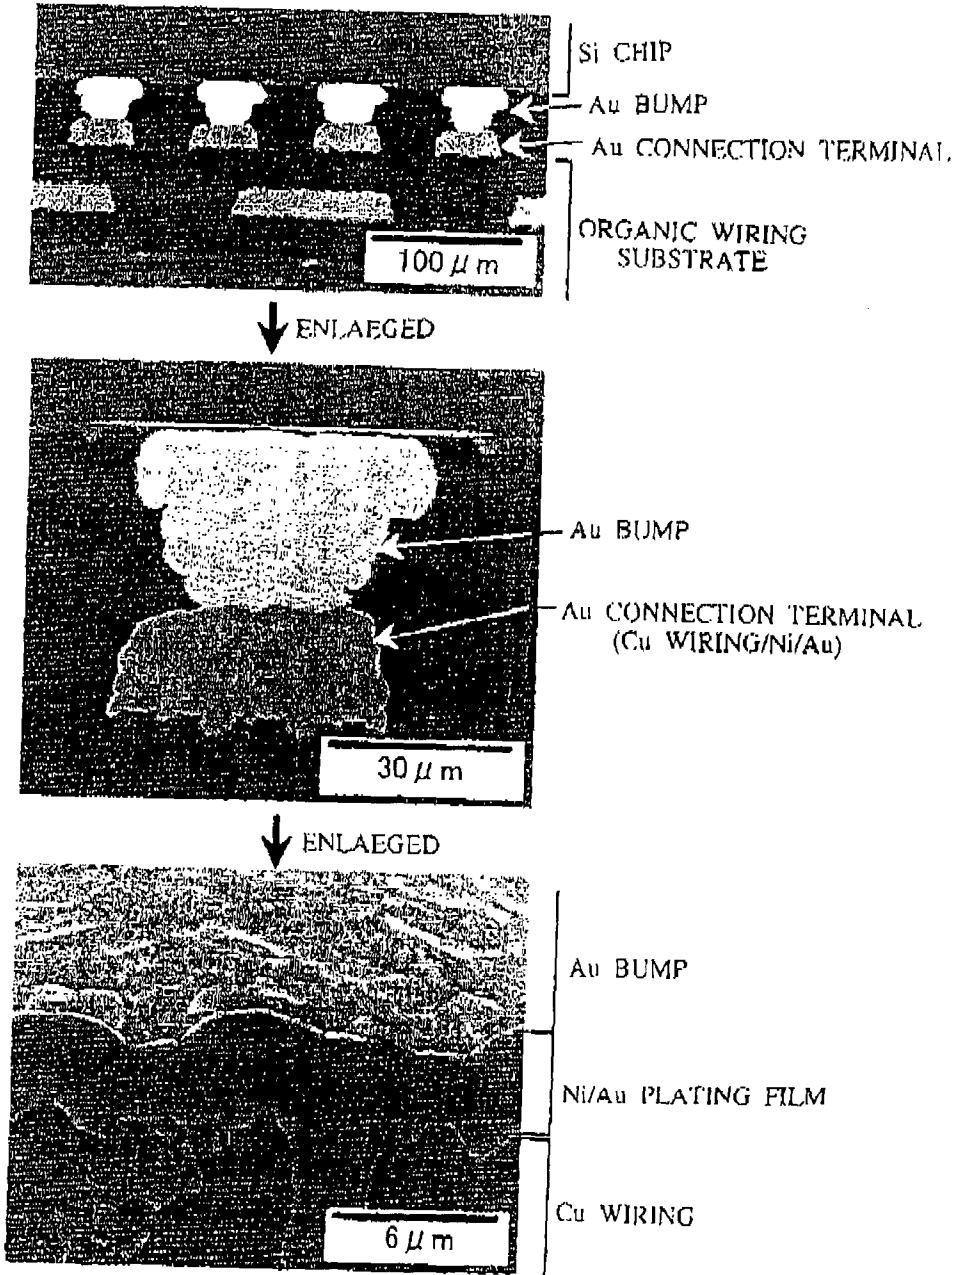 Si CHIP
Au BUMP
Au CONNECTION TERMINAL
ORGANIC WIRING
SUBSTRATE
100 μm
ENLAEGED
Au BUMP
Au CONNECTION TERMINAL
(Cu WIRING/Ni/Au)
30 μm
ENLAEGED
Au BUMP
Ni/Au PLATING FILM
Cu WIRING
6 μm